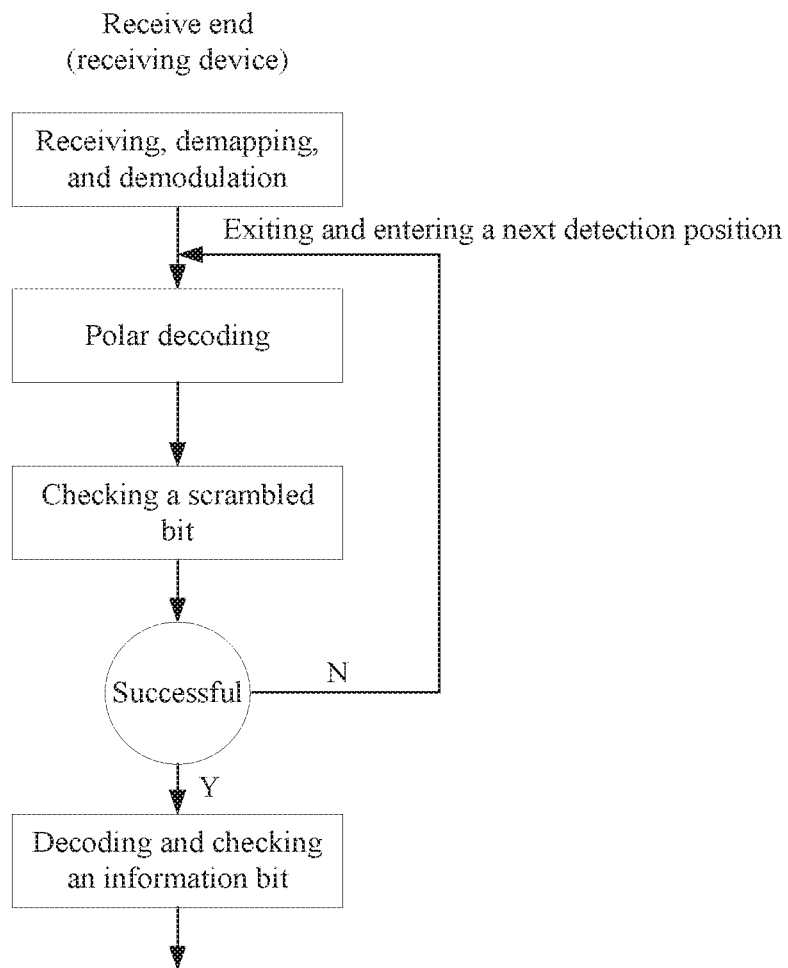 Receive end
(receiving device)
Receiving, demapping,
and demodulation
Exiting and entering a next detection position
Polar decoding
Checking a scrambled
bit
Successful
N
Y
Decoding and checking
an information bit